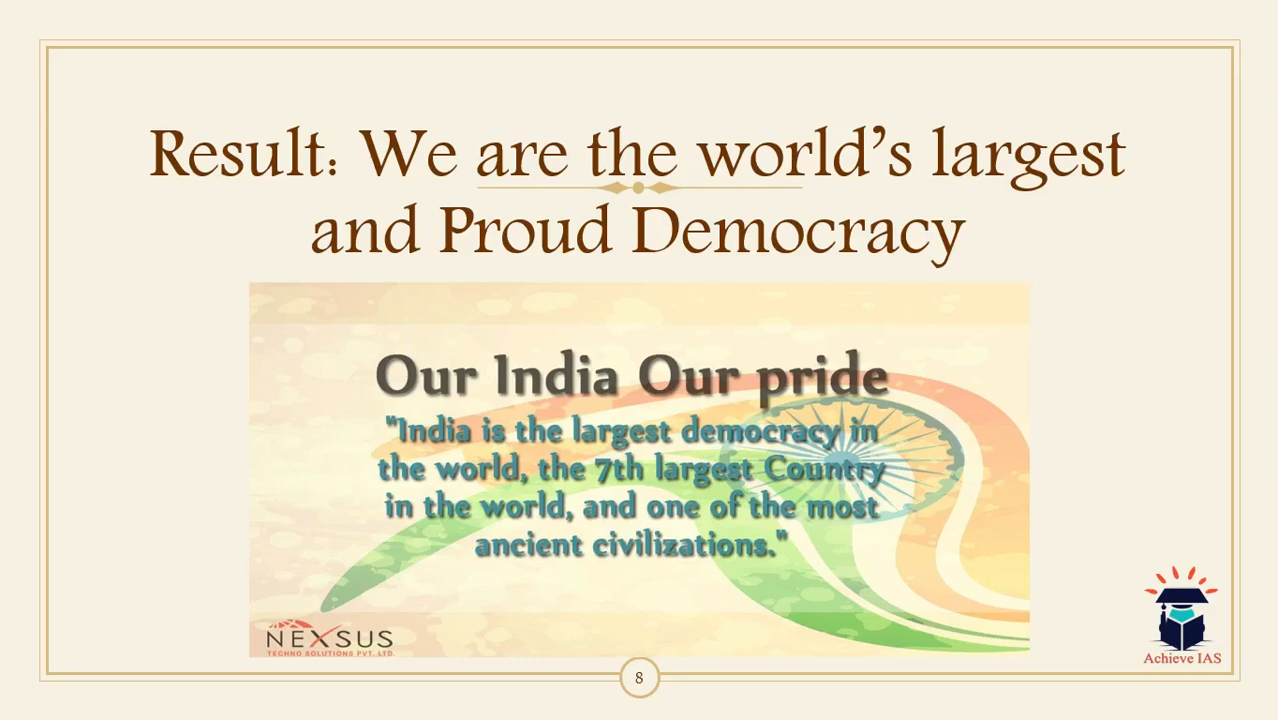 Result: We are the world’s largest
and Proud Democracy
Our India Our pride
"India is the largest democracy in
the world, the 7th largest Country
in the world, and one of the most
ancient civilizations."
NEXSUS
TECHNO SOLUTIONS PVT. LTD.
Achieve IAS
8